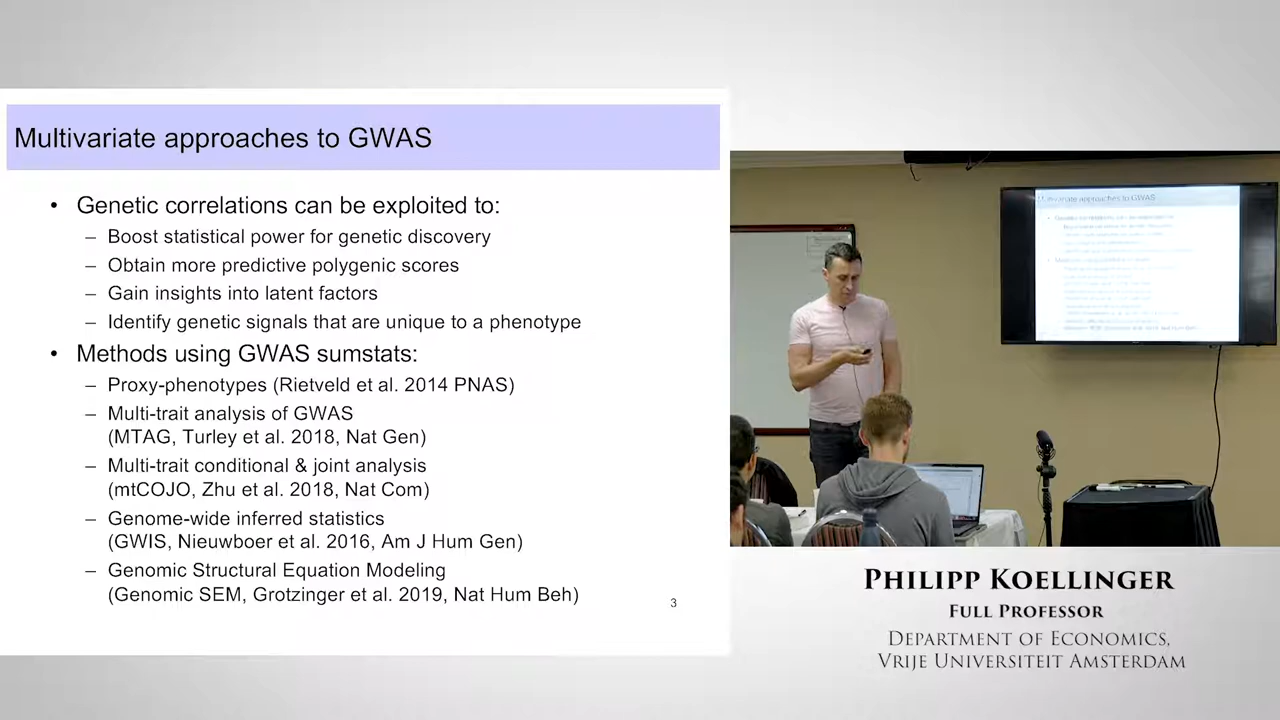 Multivariate approaches to GWAS
• Genetic correlations can be exploited to:
– Boost statistical power for genetic discovery
– Obtain more predictive polygenic scores
– Gain insights into latent factors
– Identify genetic signals that are unique to a phenotype
• Methods using GWAS sumstats:
– Proxy-phenotypes (Rietveld et al. 2014 PNAS)
– Multi-trait analysis of GWAS
(MTAG, Turley et al. 2018, Nat Gen)
– Multi-trait conditional & joint analysis
(mtCOJO, Zhu et al. 2018, Nat Com)
– Genome-wide inferred statistics
(GWIS, Nieuwboer et al. 2016, Am J Hum Gen)
– Genomic Structural Equation Modeling
(Genomic SEM, Grotzinger et al. 2019, Nat Hum Beh)
3
Multivariate approaches to GWAS
PHILIPP KOELLINGER
FULL PROFESSOR
DEPARTMENT OF ECONOMICS,
VRIJE UNIVERSITEIT AMSTERDAM